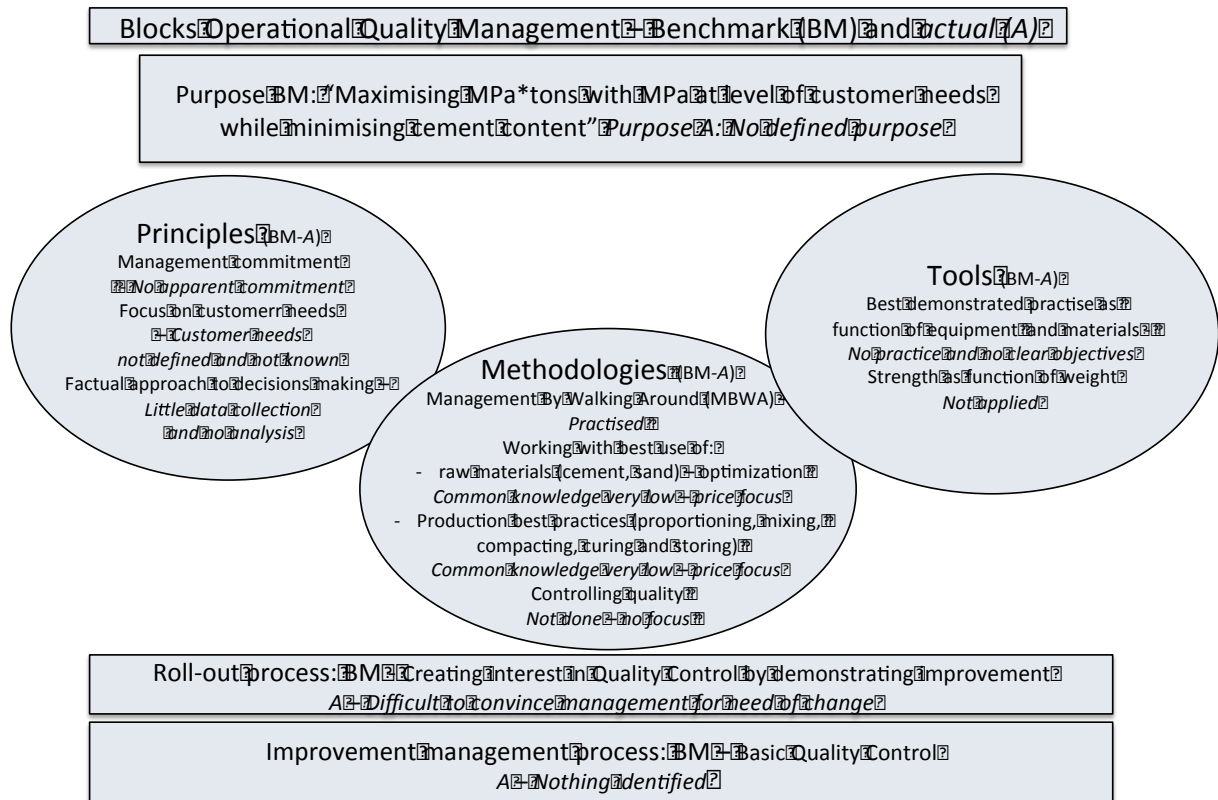 Blocks Operational Quality Management – Benchmark (BM) and actual (A)
Purpose BM: “Maximising MPa*tons with MPa at level of customer needs
while minimising cement content” Purpose A: No defined purpose
Principles (BM-A)
Management commitment
No apparent commitment
Focus on customerr needs
– Customer needs
not defined and not known
Factual approach to decisions making –
Little data collection
and no analysis
Tools (BM-A)
Best demonstrated practise as
function of equipment and materials -
No practice and no clear objectives
Strength as function of weight
Not applied
Methodologies (BM-A)
Management By Walking Around (MBWA)
Practised
Working with best use of:
- raw materials (cement, sand) – optimization
Common knowledge very low – price focus
- Production best practices (proportioning, mixing,
compacting, curing and storing)
Common knowledge very low – price focus
Controlling quality
Not done – no focus
Roll-out process: BM - Creating interest in Quality Control by demonstrating improvement
A – Difficult to convince management for need of change
Improvement management process: BM – Basic Quality Control
A – Nothing identified